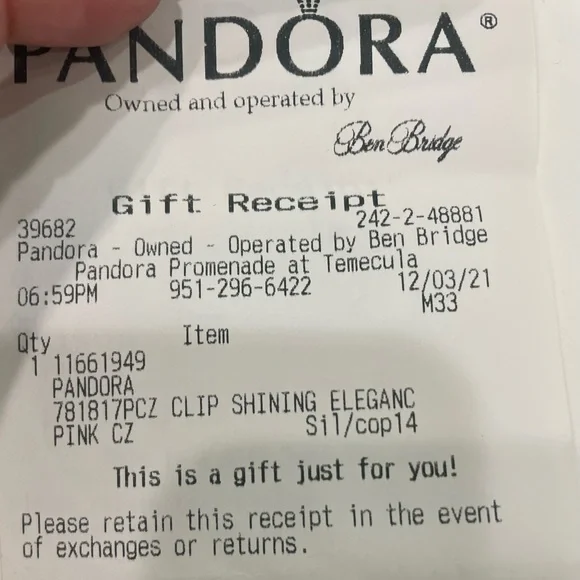 PANDORA®
Owned and operated by
Ben Bridge
Gift Receipt
39682 242-2-48881
Pandora - Owned - Operated by Ben Bridge
Pandora Promenade at Temecula
06:59PM 951-296-6422 12/03/21
M33
Qty Item
1 11661949
PANDORA
781817PCZ CLIP SHINING ELEGANC
PINK CZ Sil/cop14
This is a gift just for you!
Please retain this receipt in the event
of exchanges or returns.